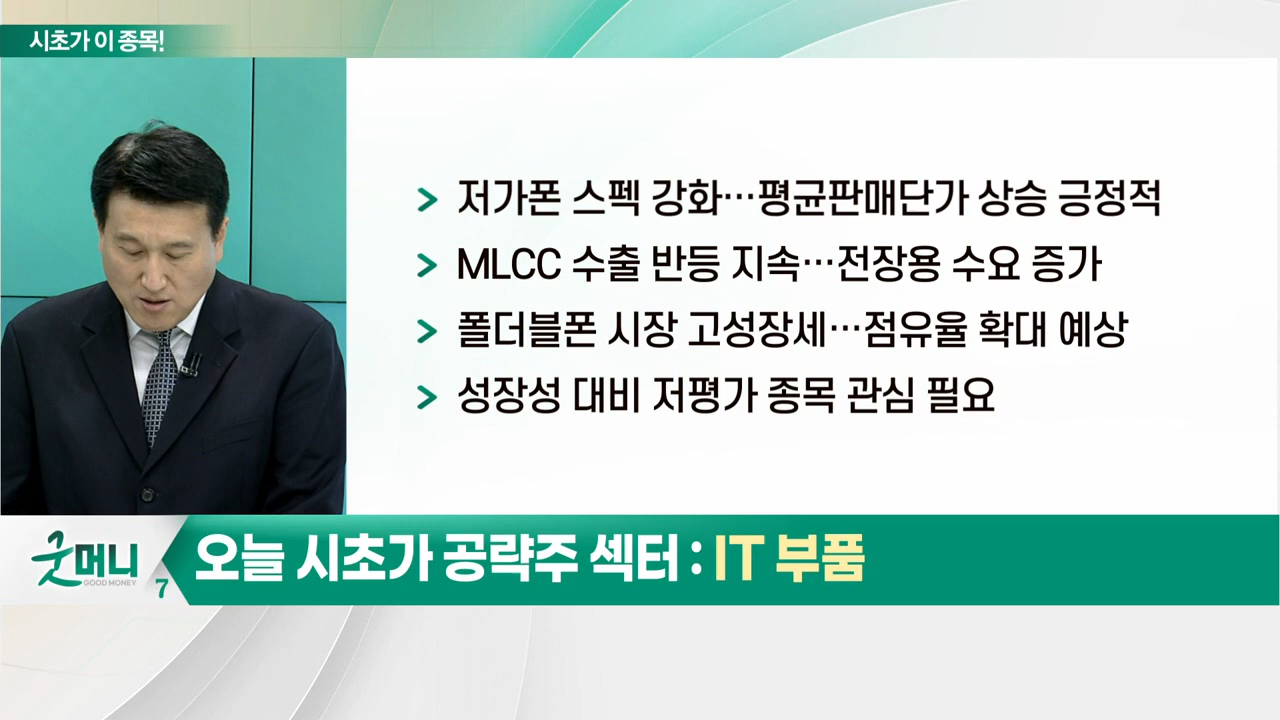 시초가 이 종목!
> 저가폰 스펙 강화…평균판매단가 상승 긍정적
> MLCC 수출 반등 지속…전장용 수요 증가
> 폴더블폰 시장 고성장세…점유율 확대 예상
> 성장성 대비 저평가 종목 관심 필요
굿머니
GOOD MONEY
7
오늘 시초가 공략주 섹터 : IT 부품